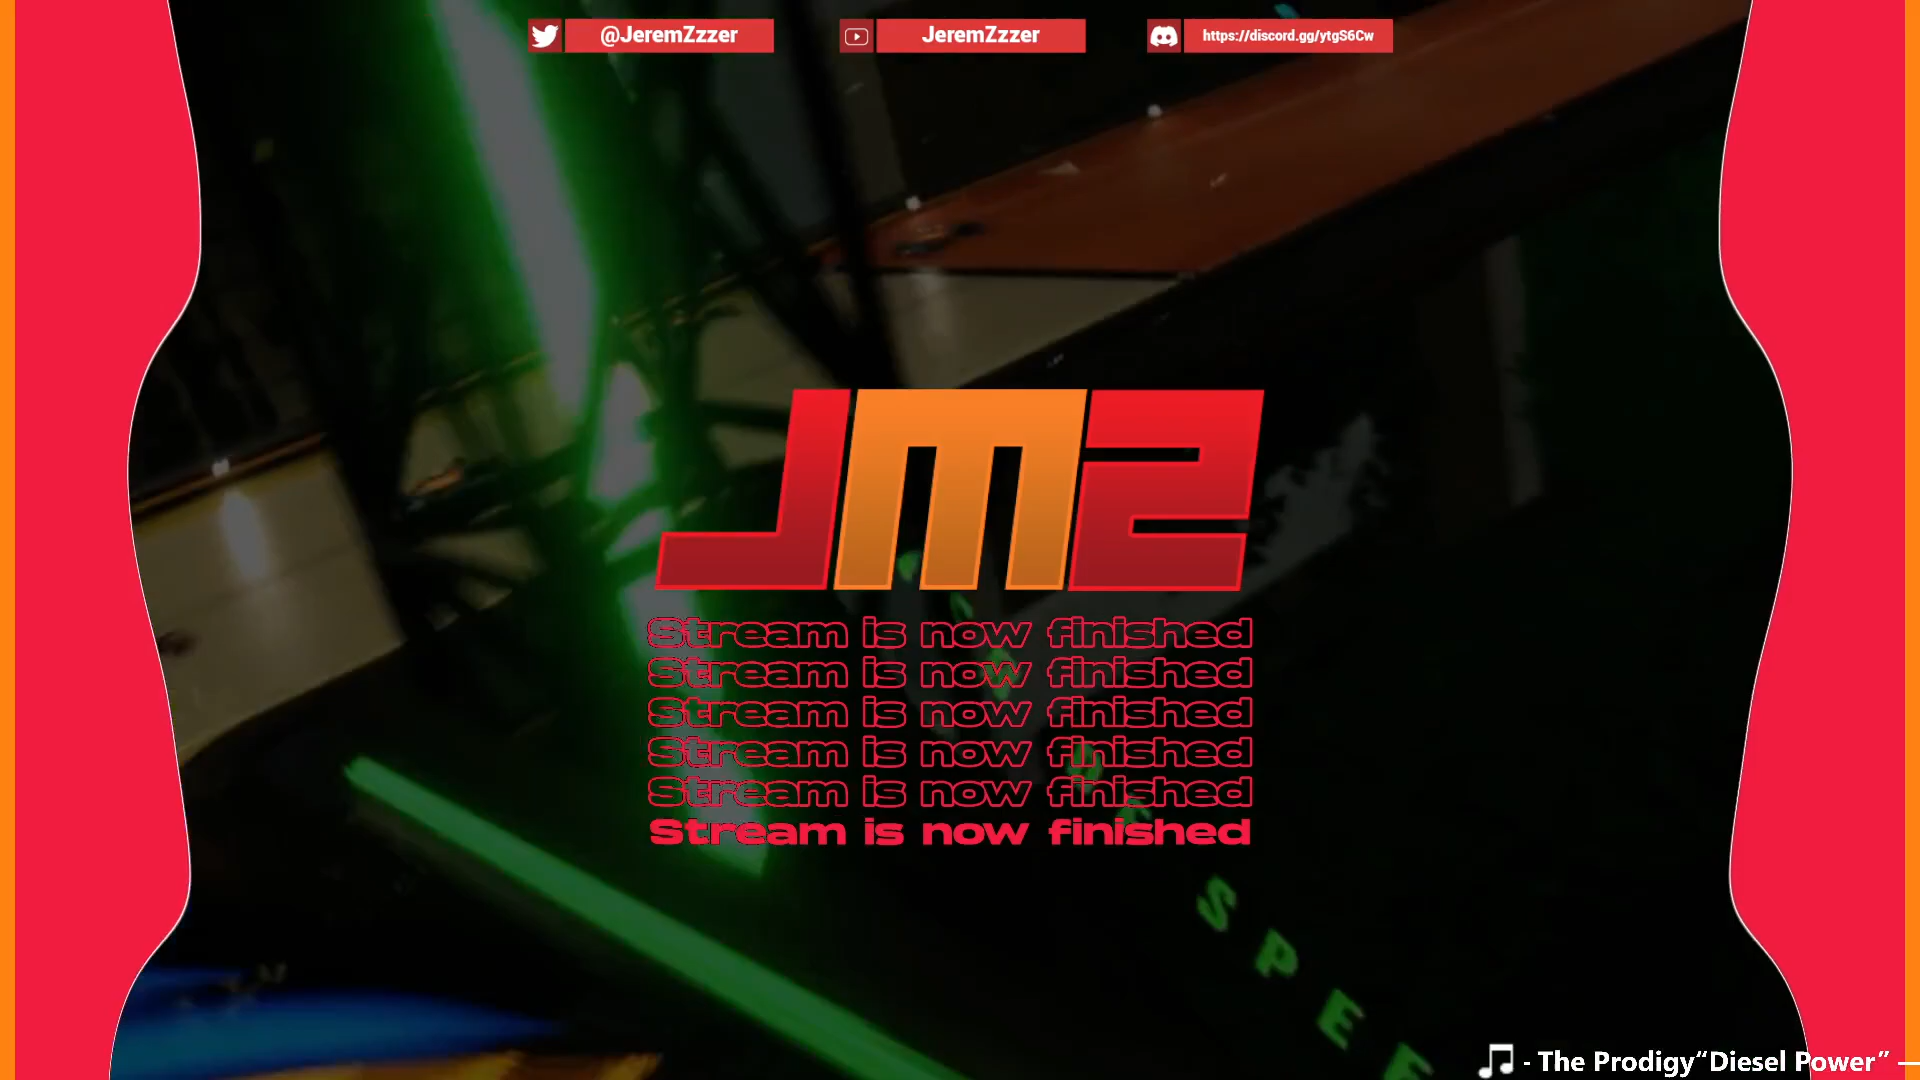 @JeremZzzer
JeremZzzer
https://discord.gg/ytgS6Cw
JMZ
Stream is now finished
Stream is now finished
Stream is now finished
Stream is now finished
Stream is now finished
Stream is now finished
SPE
- The Prodigy“Diesel Power” —